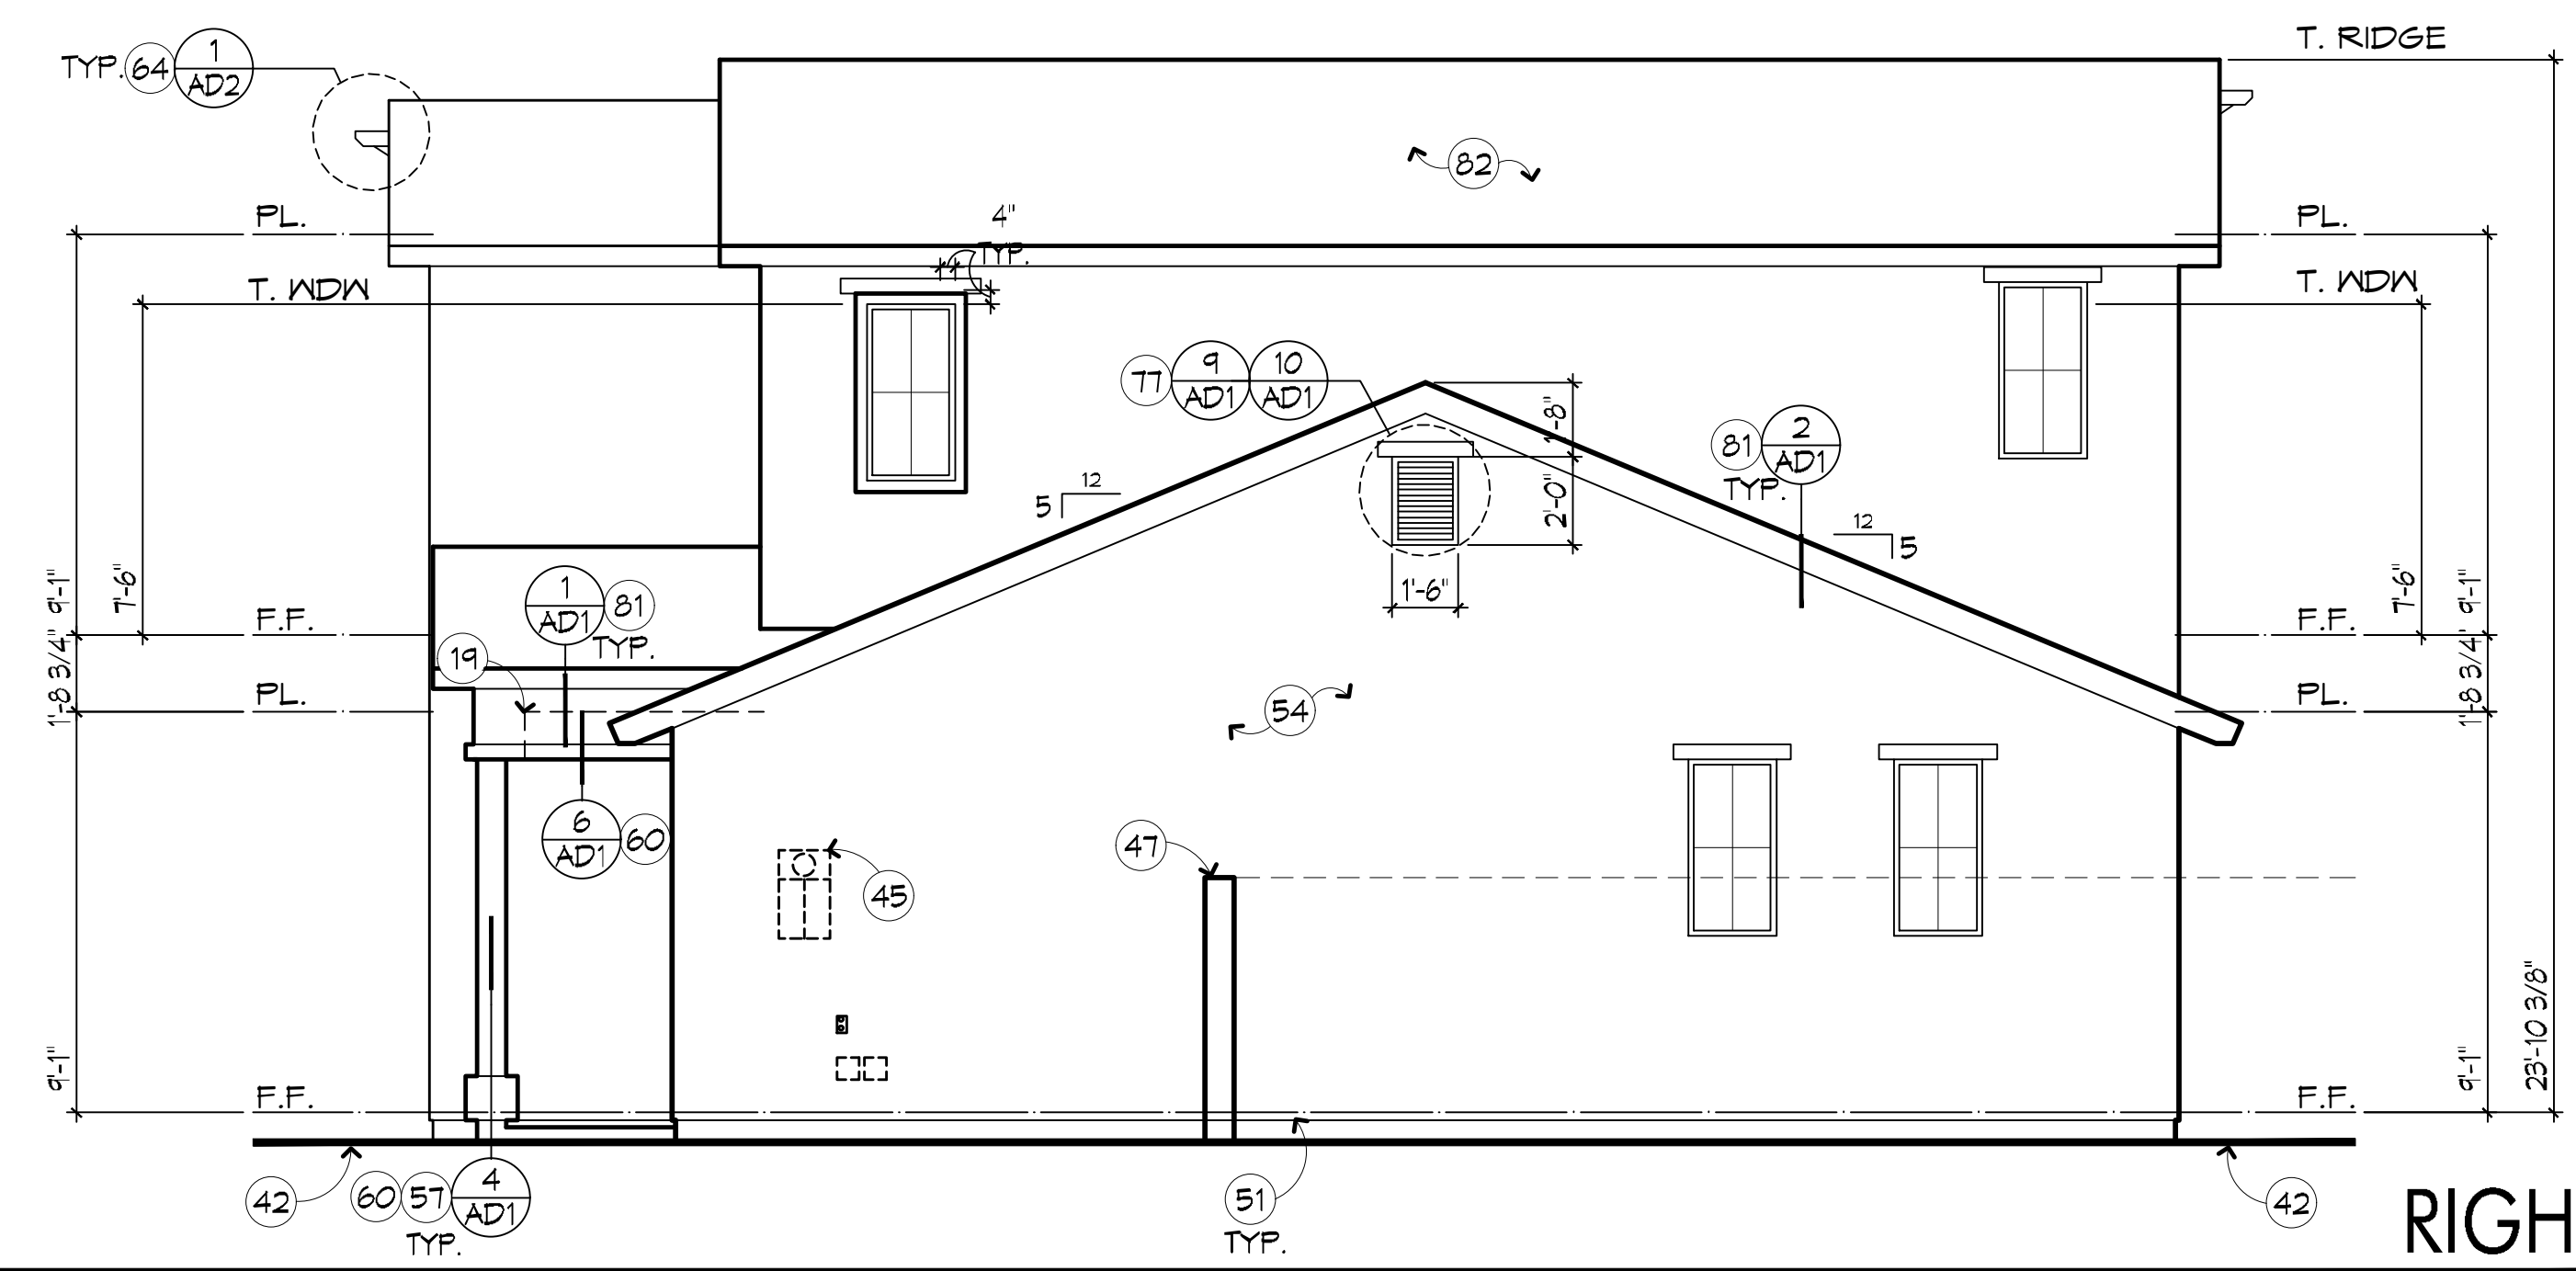 T. RIDGE
TYP. 64 1
AD2
82
PL.
4"
TYP.
PL.
T. WDW
T. WDW
77 9 10
AD1 AD1
1'-8"
81 2
AD1
TYP.
12
5
2'-0"
12
5
1'-6"
9'-1"
7'-6"
1 81
AD1
TYP.
7'-6"
9'-1"
F.F.
F.F.
19
1'-8 3/4"
1'-8 3/4"
PL.
54
PL.
6 60
AD1
47
45
9'-1"
9'-1"
23'-10 3/8"
F.F.
F.F.
42
60 57 4
AD1
TYP.
51
TYP.
42
RIGH